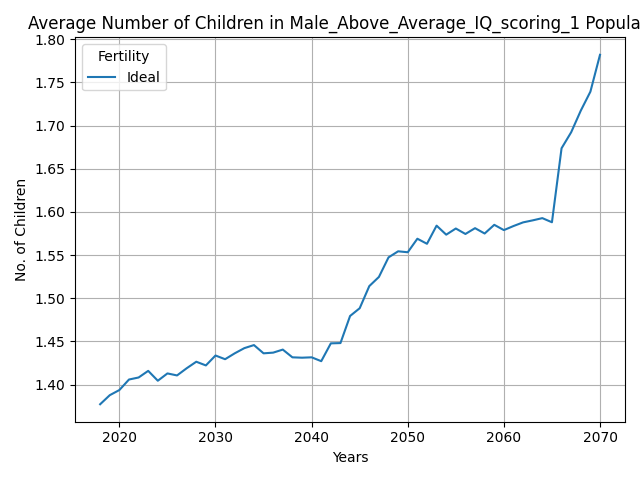 Average Number of Children in Male_Above_Average_IQ_scoring_1 Popula
1.80
1.75
1.70
1.65
1.60
1.55
1.50
1.45
1.40
No. of Children
Fertility
Ideal
2020 2030 2040 2050 2060 2070
Years